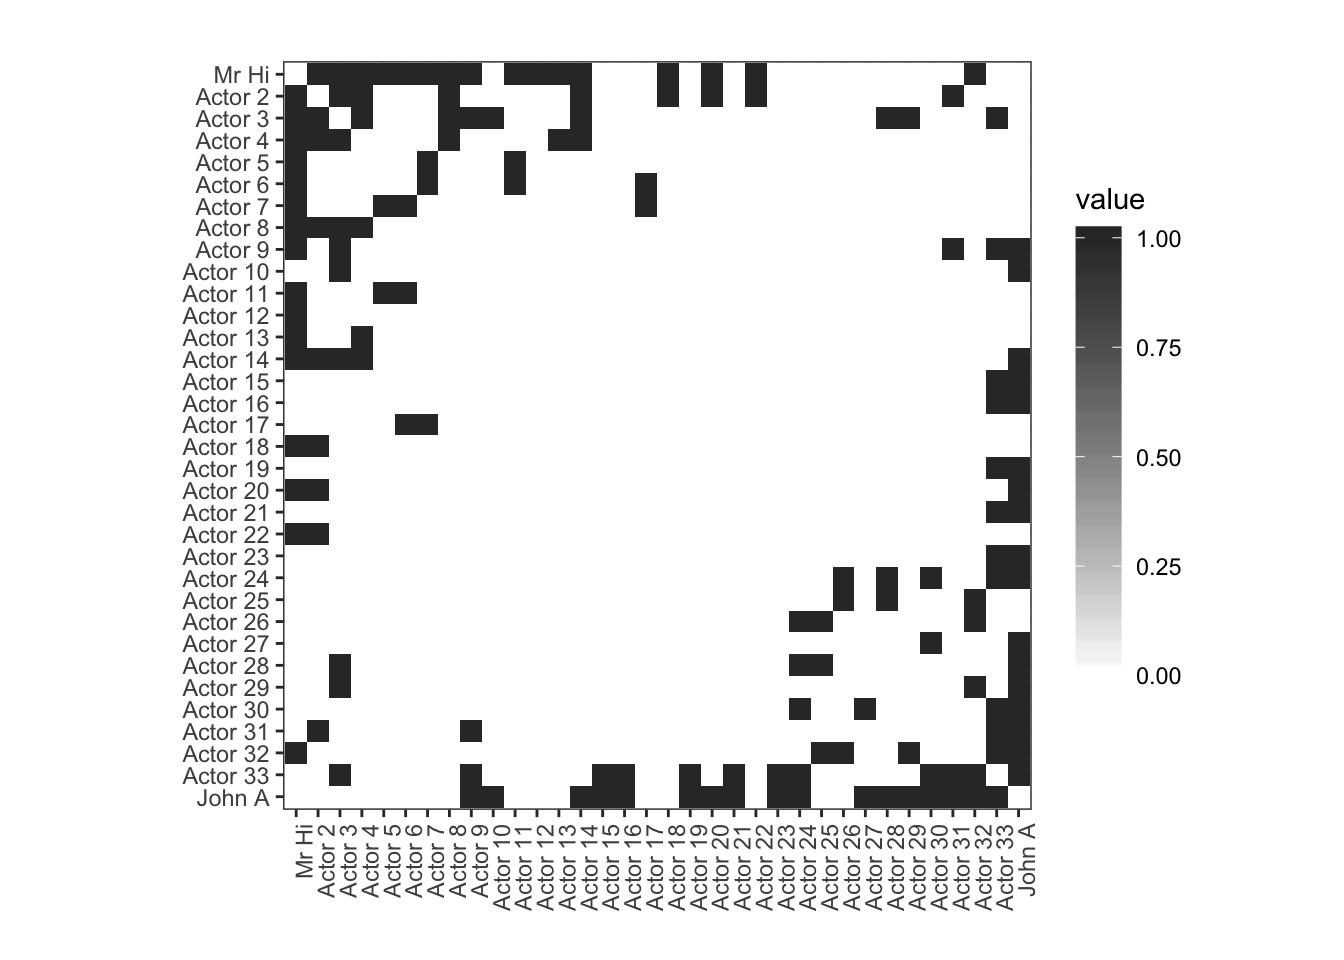 Mr Hi
Actor 2
Actor 3
Actor 4
Actor 5
Actor 6
Actor 7
Actor 8
Actor 9
Actor 10
Actor 11
Actor 12
Actor 13
Actor 14
Actor 15
Actor 16
Actor 17
Actor 18
Actor 19
Actor 20
Actor 21
Actor 22
Actor 23
Actor 24
Actor 25
Actor 26
Actor 27
Actor 28
Actor 29
Actor 30
Actor 31
Actor 32
Actor 33
John A
Mr Hi
Actor 2
Actor 3
Actor 4
Actor 5
Actor 6
Actor 7
Actor 8
Actor 9
Actor 10
Actor 11
Actor 12
Actor 13
Actor 14
Actor 15
Actor 16
Actor 17
Actor 18
Actor 19
Actor 20
Actor 21
Actor 22
Actor 23
Actor 24
Actor 25
Actor 26
Actor 27
Actor 28
Actor 29
Actor 30
Actor 31
Actor 32
Actor 33
John A
value
1.00
0.75
0.50
0.25
0.00